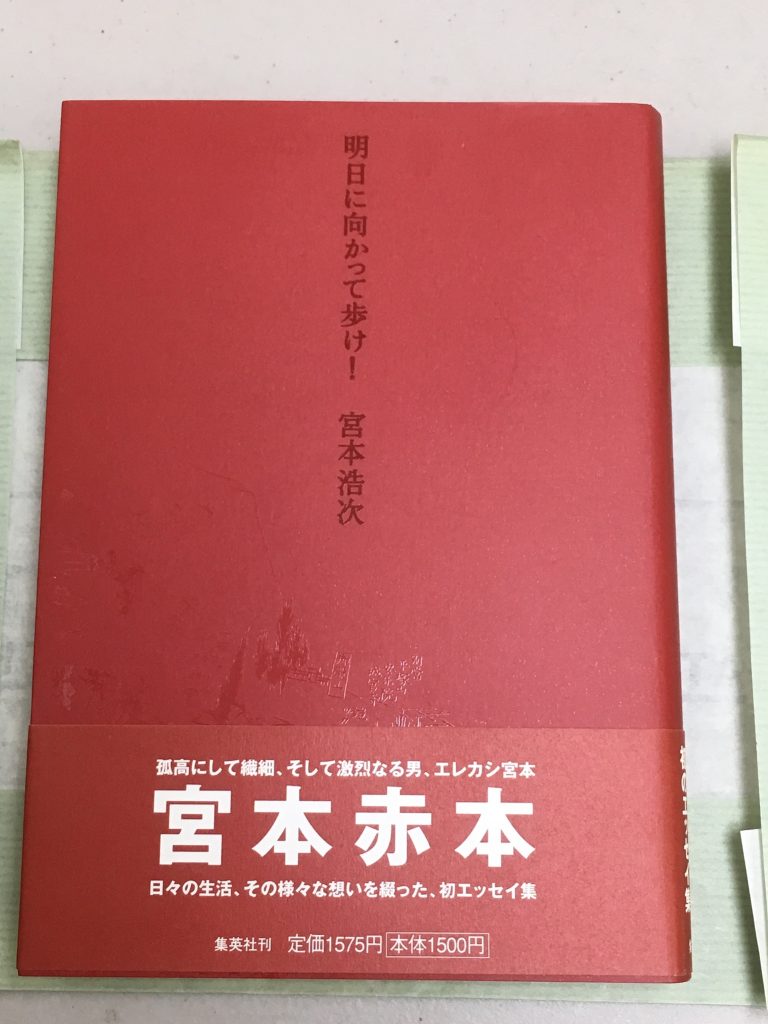 明日に向かって歩け!
宮本浩次
孤高にして繊細、そして激烈なる男、エレカシ宮本
宮本赤本
日々の生活、その様々な想いを綴った、初エッセイ集
集英社刊 定価1575円 本体1500円